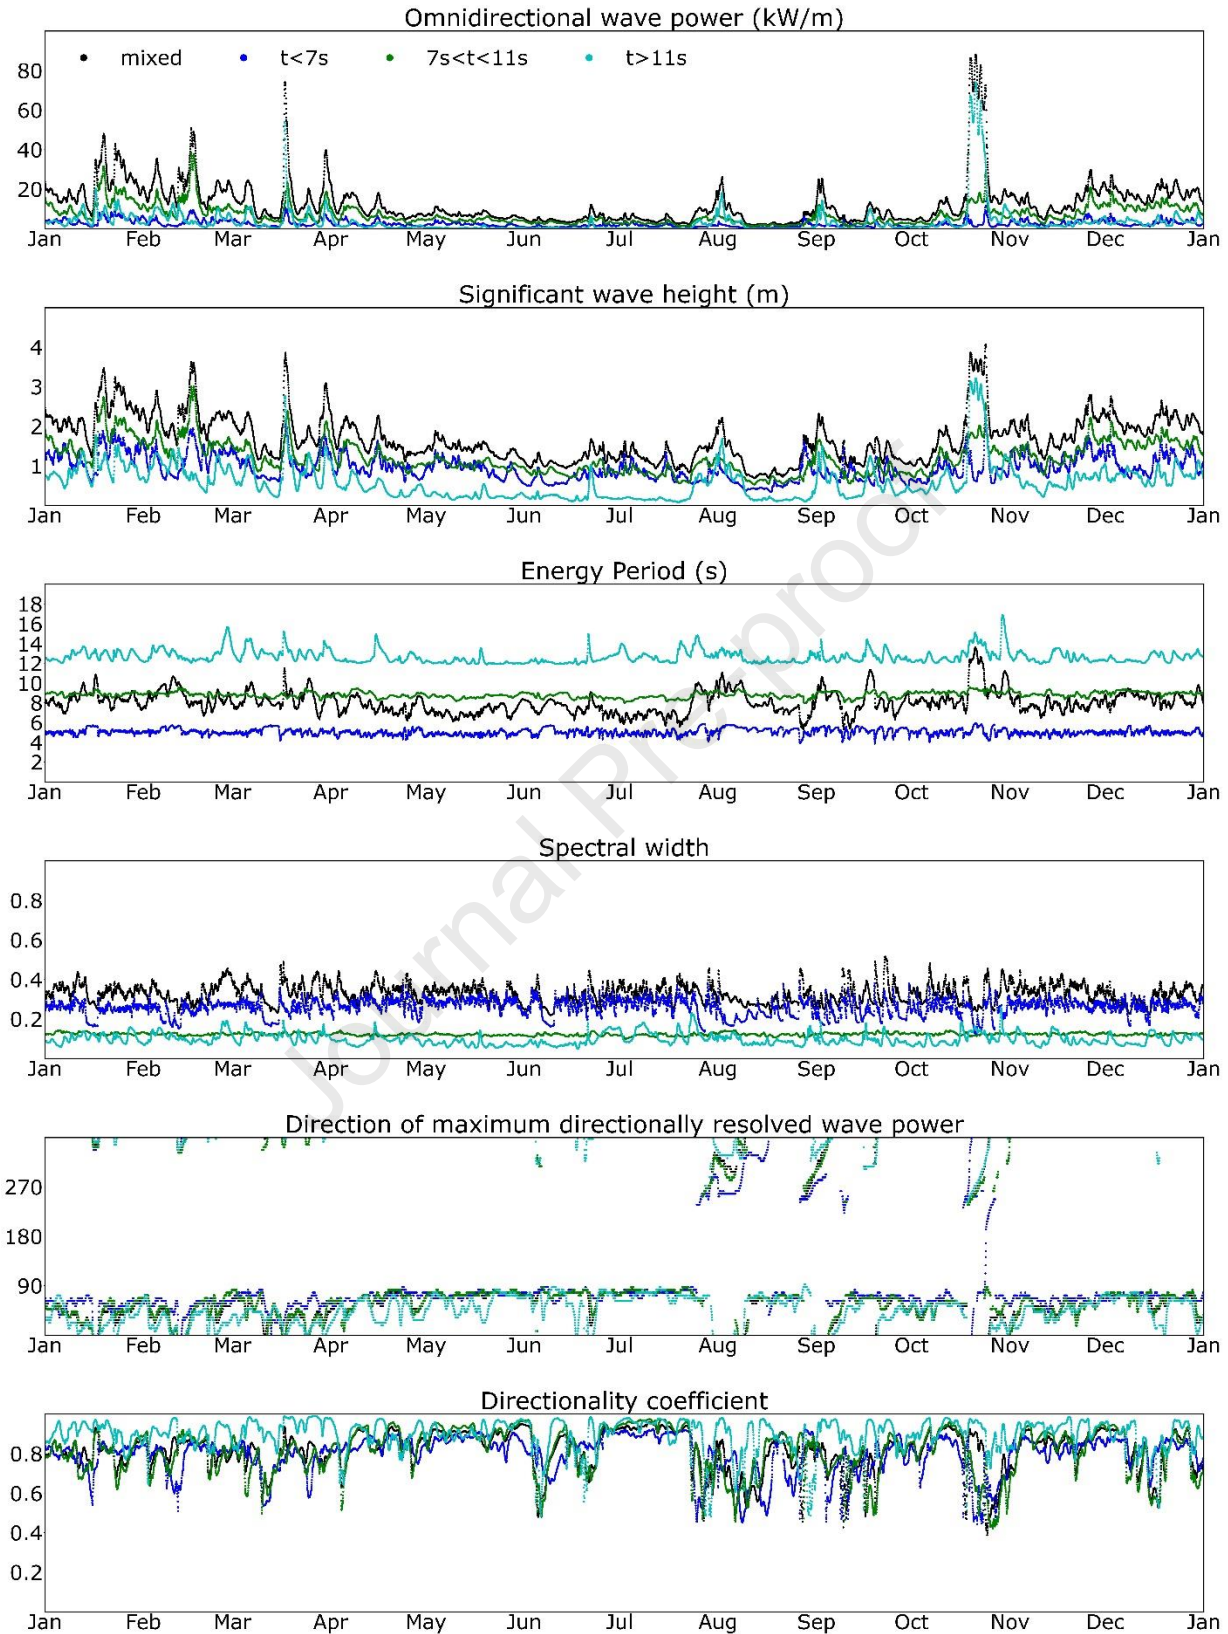 Omnidirectional wave power (kW/m)
mixed t<7s 7s<t<11s t>11s
80
60
40
20
Jan Feb Mar Apr May Jun Jul Aug Sep Oct Nov Dec Jan
Significant wave height (m)
4
3
2
1
Jan Feb Mar Apr May Jun Jul Aug Sep Oct Nov Dec Jan
Energy Period (s)
18
16
14
12
10
8
6
4
2
Jan Feb Mar Apr May Jun Jul Aug Sep Oct Nov Dec Jan
Spectral width
0.8
0.6
0.4
0.2
Jan Feb Mar Apr May Jun Jul Aug Sep Oct Nov Dec Jan
Direction of maximum directionally resolved wave power
270
180
90
Jan Feb Mar Apr May Jun Jul Aug Sep Oct Nov Dec Jan
Directionality coefficient
0.8
0.6
0.4
0.2
Jan Feb Mar Apr May Jun Jul Aug Sep Oct Nov Dec Jan
Journal Pre-proof